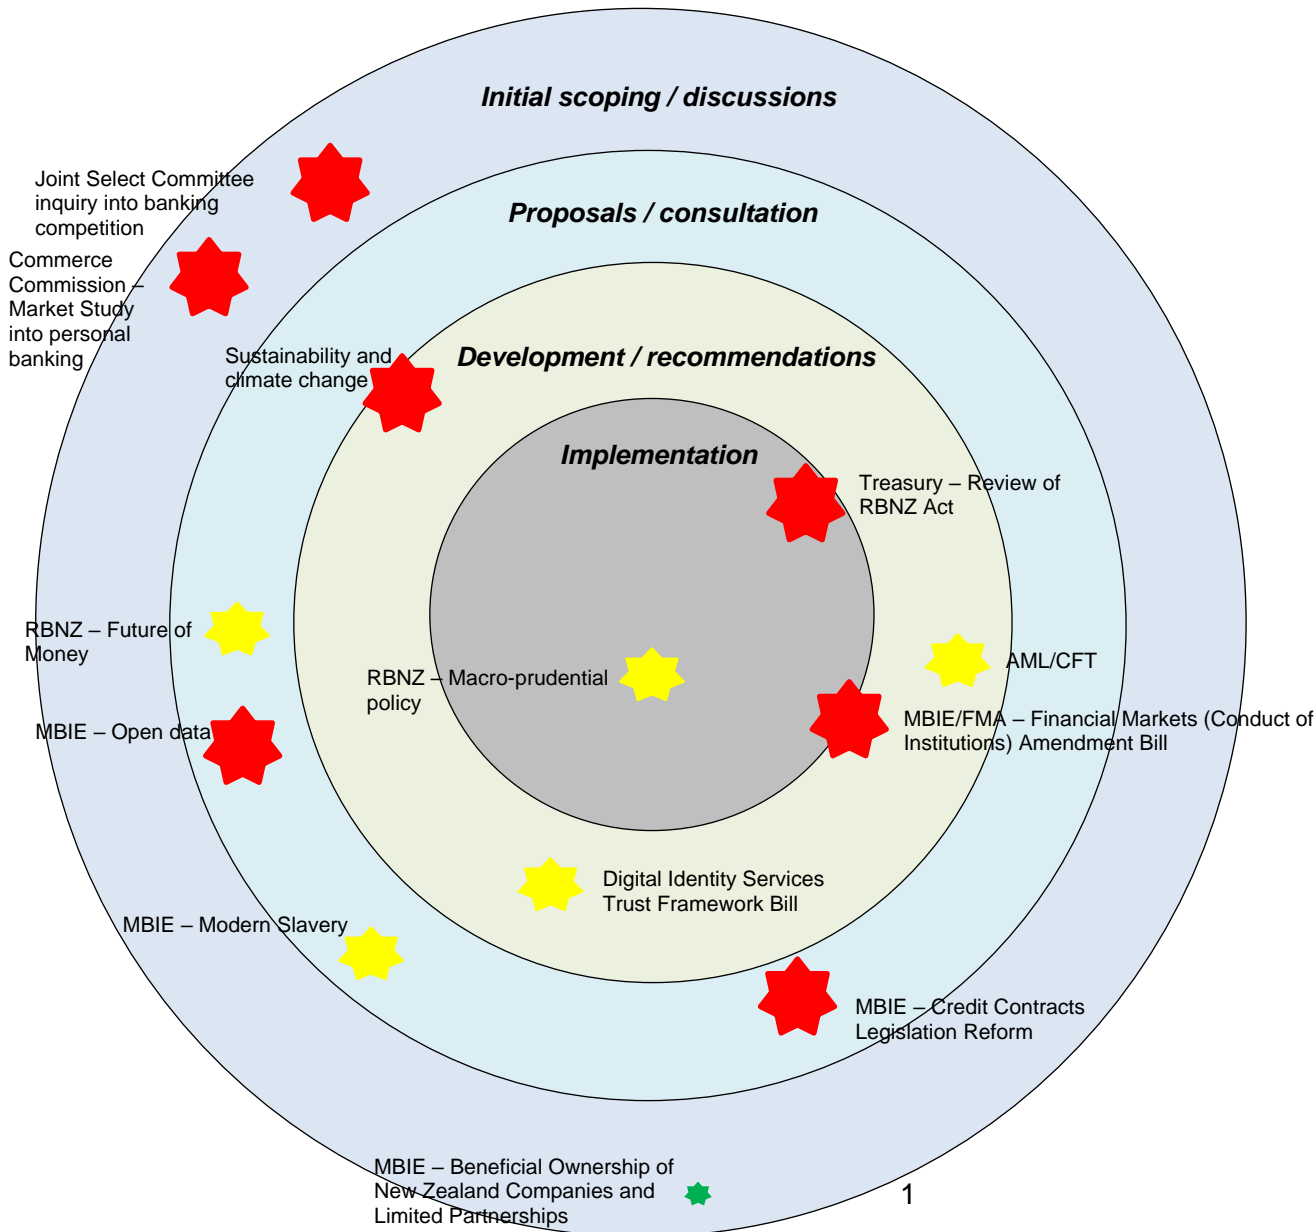 Initial scoping / discussions
Joint Select Committee
inquiry into banking
competition
Proposals / consultation
Commerce
Commission –
Market Study
into personal
banking
Sustainability and
climate change
Development / recommendations
Implementation
Treasury – Review of
RBNZ Act
RBNZ – Future of
Money
RBNZ – Macro-prudential
policy
AML/CFT
MBIE – Open data
MBIE/FMA – Financial Markets (Conduct of
Institutions) Amendment Bill
Digital Identity Services
Trust Framework Bill
MBIE – Modern Slavery
MBIE – Credit Contracts
Legislation Reform
MBIE – Beneficial Ownership of
New Zealand Companies and
Limited Partnerships
1